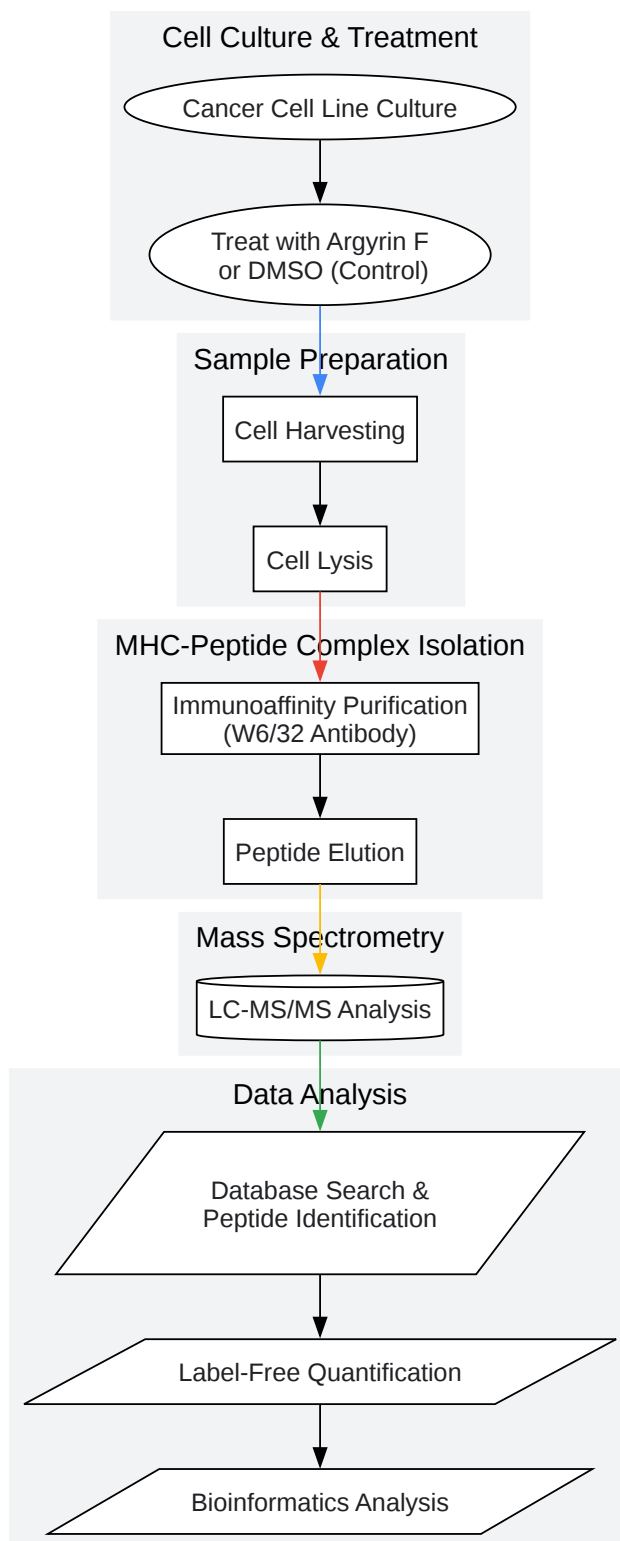 Cell Culture & Treatment
Cancer Cell Line Culture
Treat with Argyrin F
or DMSO (Control)
Sample Preparation
Cell Harvesting
Cell Lysis
MHC-Peptide Complex Isolation
Immunoaffinity Purification
(W6/32 Antibody)
Peptide Elution
Mass Spectrometry
LC-MS/MS Analysis
Data Analysis
Database Search &
Peptide Identification
Label-Free Quantification
Bioinformatics Analysis